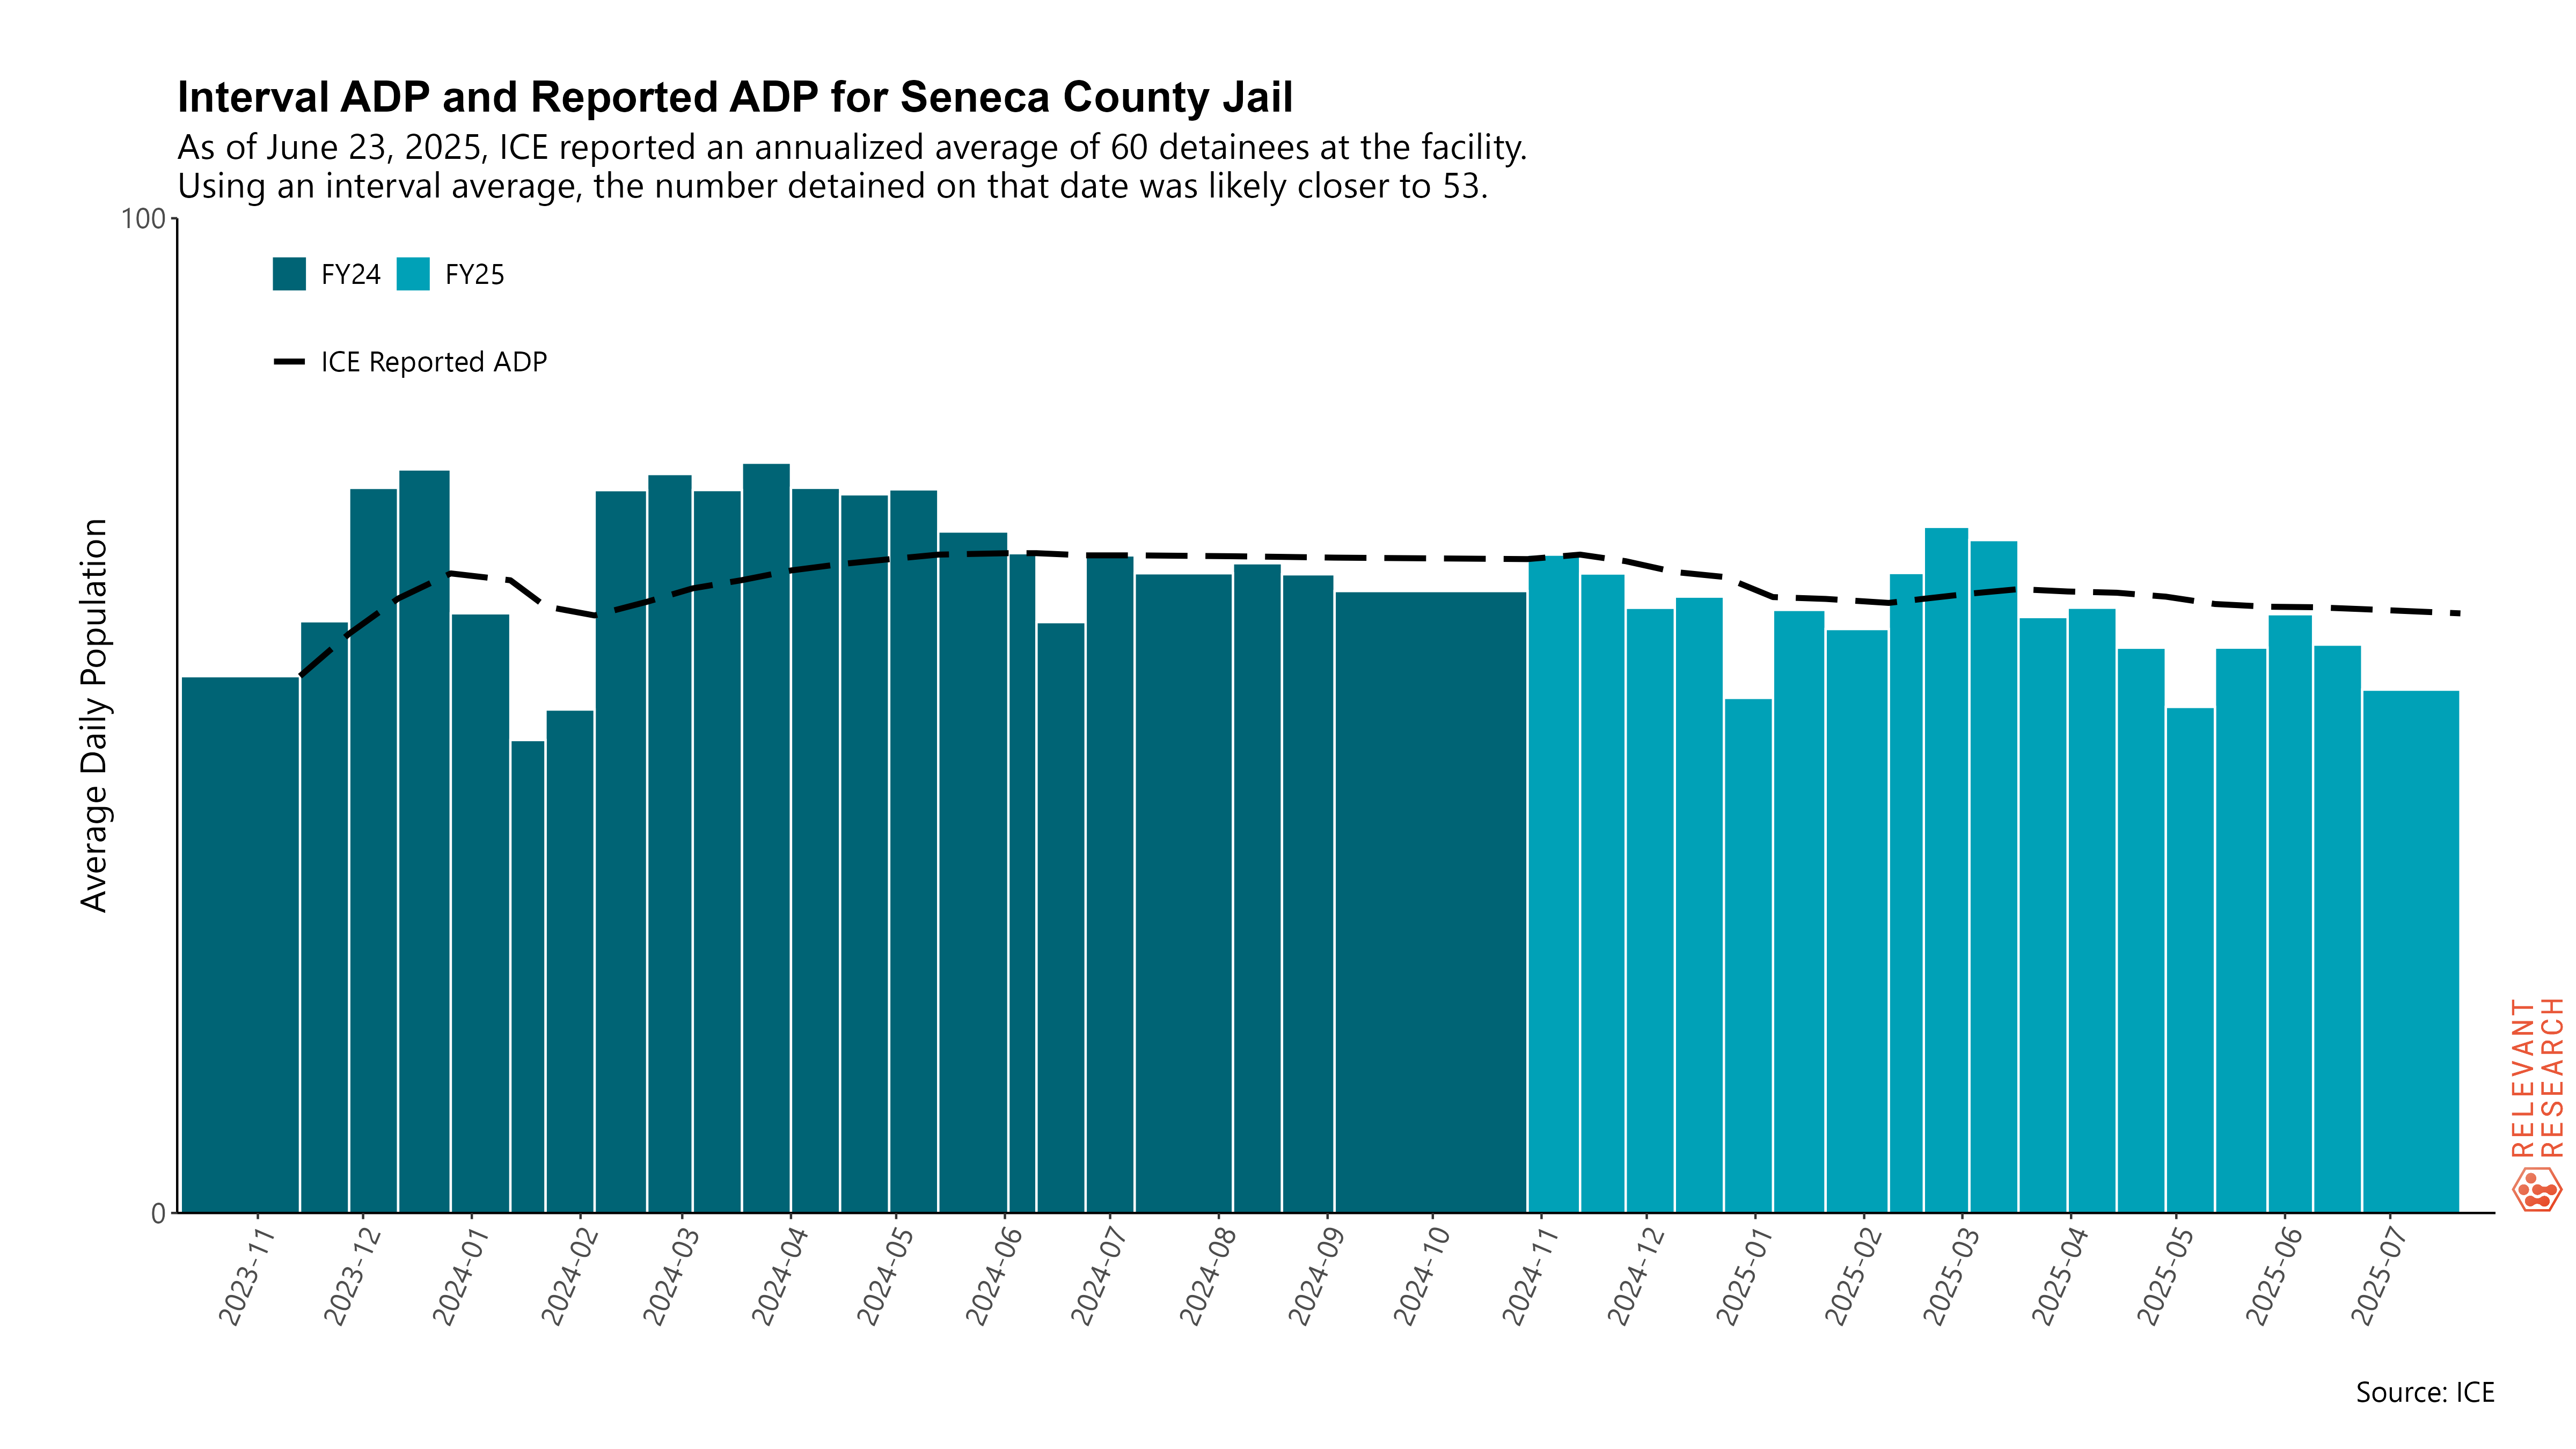 Interval ADP and Reported ADP for Seneca County Jail
As of June 23, 2025, ICE reported an annualized average of 60 detainees at the facility.
Using an interval average, the number detained on that date was likely closer to 53.
100
FY24
FY25
ICE Reported ADP
Average Daily Population
0
2023-11
2023-12
2024-01
2024-02
2024-03
2024-04
2024-05
2024-06
2024-07
2024-08
2024-09
2024-10
2024-11
2024-12
2025-01
2025-02
2025-03
2025-04
2025-05
2025-06
2025-07
RELEVANT
RESEARCH
Source: ICE